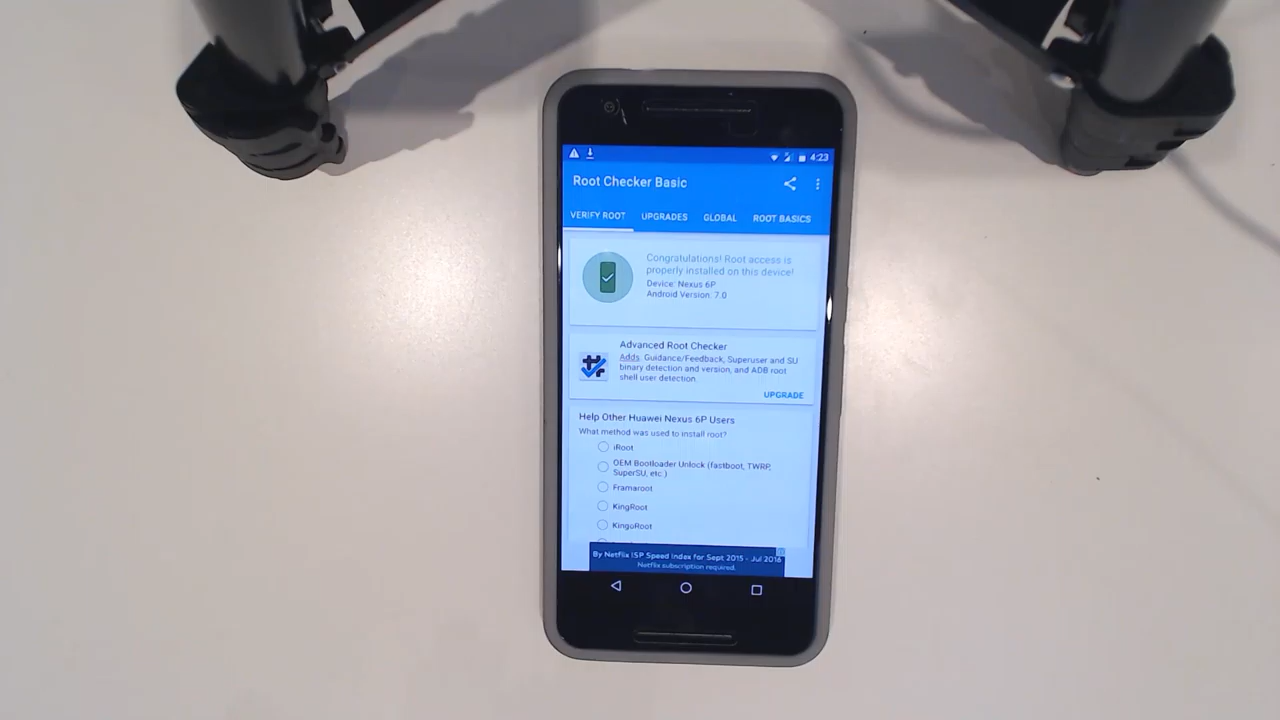 4:23
Root Checker Basic
VERIFY ROOT UPGRADES GLOBAL ROOT BASICS
Congratulations! Root access is
properly installed on this device!
Device: Nexus 6P
Android Version: 7.0
Advanced Root Checker
Adds: Guidance/Feedback, Superuser and SU
binary detection and version, and ADB root
shell user detection.
UPGRADE
Help Other Huawei Nexus 6P Users
What method was used to install root?
iRoot
OEM Bootloader Unlock (fastboot, TWRP,
SuperSU, etc.)
Framaroot
KingRoot
KingoRoot
By Netflix ISP Speed Index for Sept 2015 - Jul 2016
Netflix subscription required.